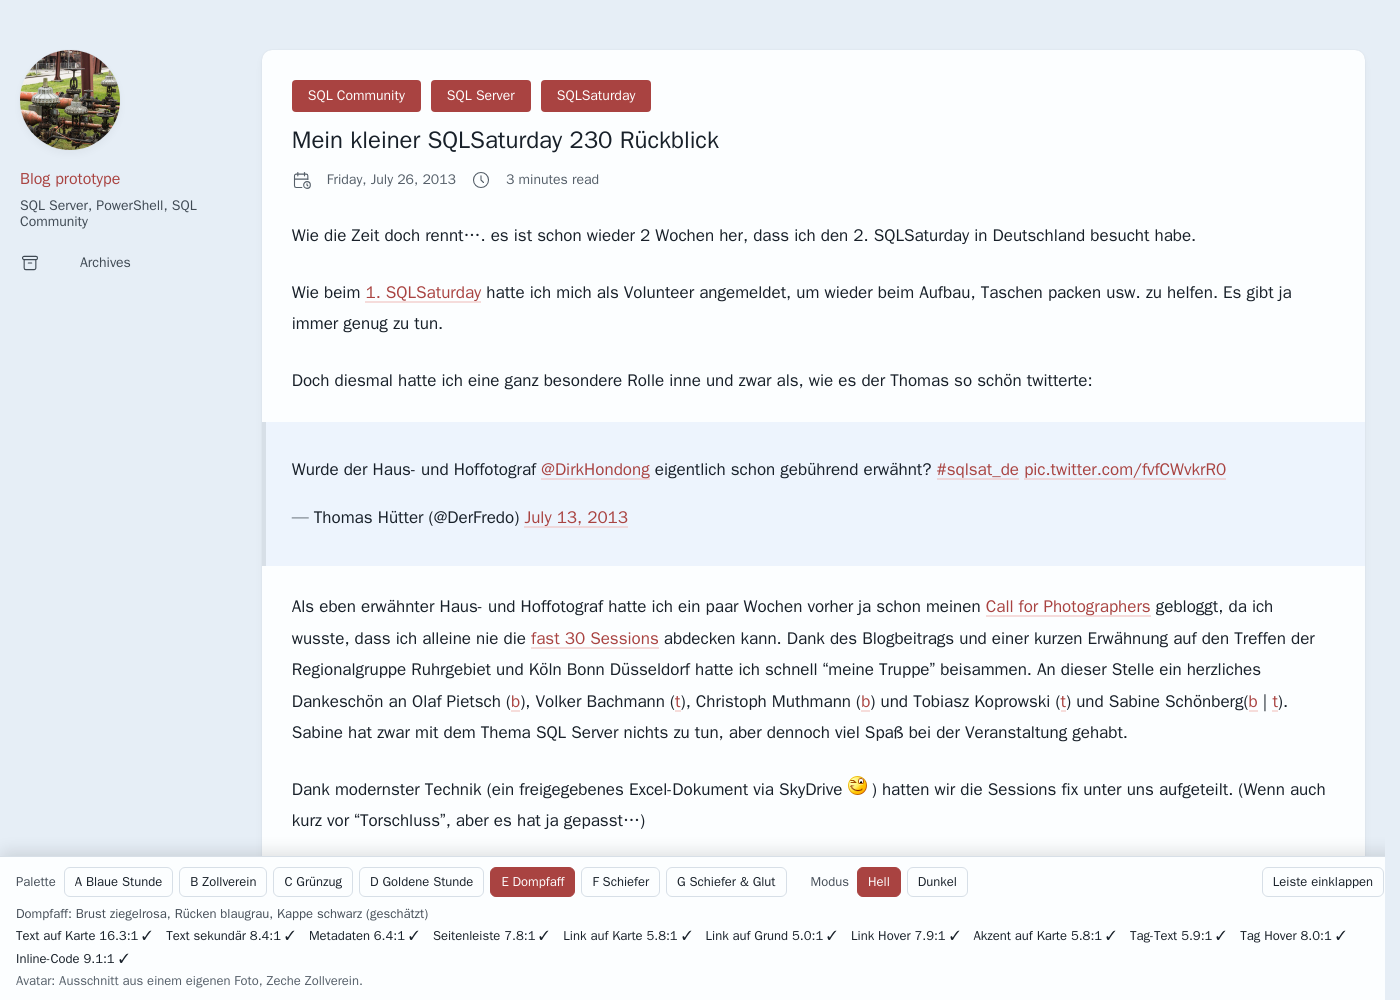 Blog prototype
SQL Server, PowerShell, SQL
Community
Archives
SQL Community
SQL Server
SQLSaturday
Mein kleiner SQLSaturday 230 Rückblick
Friday, July 26, 2013
3 minutes read
Wie die Zeit doch rennt…. es ist schon wieder 2 Wochen her, dass ich den 2. SQLSaturday in Deutschland besucht habe.
Wie beim 1. SQLSaturday hatte ich mich als Volunteer angemeldet, um wieder beim Aufbau, Taschen packen usw. zu helfen. Es gibt ja
immer genug zu tun.
Doch diesmal hatte ich eine ganz besondere Rolle inne und zwar als, wie es der Thomas so schön twitterte:
Wurde der Haus- und Hoffotograf @DirkHondong eigentlich schon gebührend erwähnt? #sqlsat_de pic.twitter.com/fvfCWvkrR0
— Thomas Hütter (@DerFredo) July 13, 2013
Als eben erwähnter Haus- und Hoffotograf hatte ich ein paar Wochen vorher ja schon meinen Call for Photographers gebloggt, da ich
wusste, dass ich alleine nie die fast 30 Sessions abdecken kann. Dank des Blogbeitrags und einer kurzen Erwähnung auf den Treffen der
Regionalgruppe Ruhrgebiet und Köln Bonn Düsseldorf hatte ich schnell “meine Truppe” beisammen. An dieser Stelle ein herzliches
Dankeschön an Olaf Pietsch (b), Volker Bachmann (t), Christoph Muthmann (b) und Tobiasz Koprowski (t) und Sabine Schönberg(b | t).
Sabine hat zwar mit dem Thema SQL Server nichts zu tun, aber dennoch viel Spaß bei der Veranstaltung gehabt.
Dank modernster Technik (ein freigegebenes Excel-Dokument via SkyDrive 😉 ) hatten wir die Sessions fix unter uns aufgeteilt. (Wenn auch
kurz vor “Torschluss”, aber es hat ja gepasst…)
Palette A Blaue Stunde B Zollverein C Grünzug D Goldene Stunde E Dompfaff F Schiefer G Schiefer & Glut Modus Hell Dunkel Leiste einklappen
Dompfaff: Brust ziegelrosa, Rücken blaugrau, Kappe schwarz (geschätzt)
Text auf Karte 16.3:1 ✓ Text sekundär 8.4:1 ✓ Metadaten 6.4:1 ✓ Seitenleiste 7.8:1 ✓ Link auf Karte 5.8:1 ✓ Link auf Grund 5.0:1 ✓ Link Hover 7.9:1 ✓ Akzent auf Karte 5.8:1 ✓ Tag-Text 5.9:1 ✓ Tag Hover 8.0:1 ✓
Inline-Code 9.1:1 ✓
Avatar: Ausschnitt aus einem eigenen Foto, Zeche Zollverein.